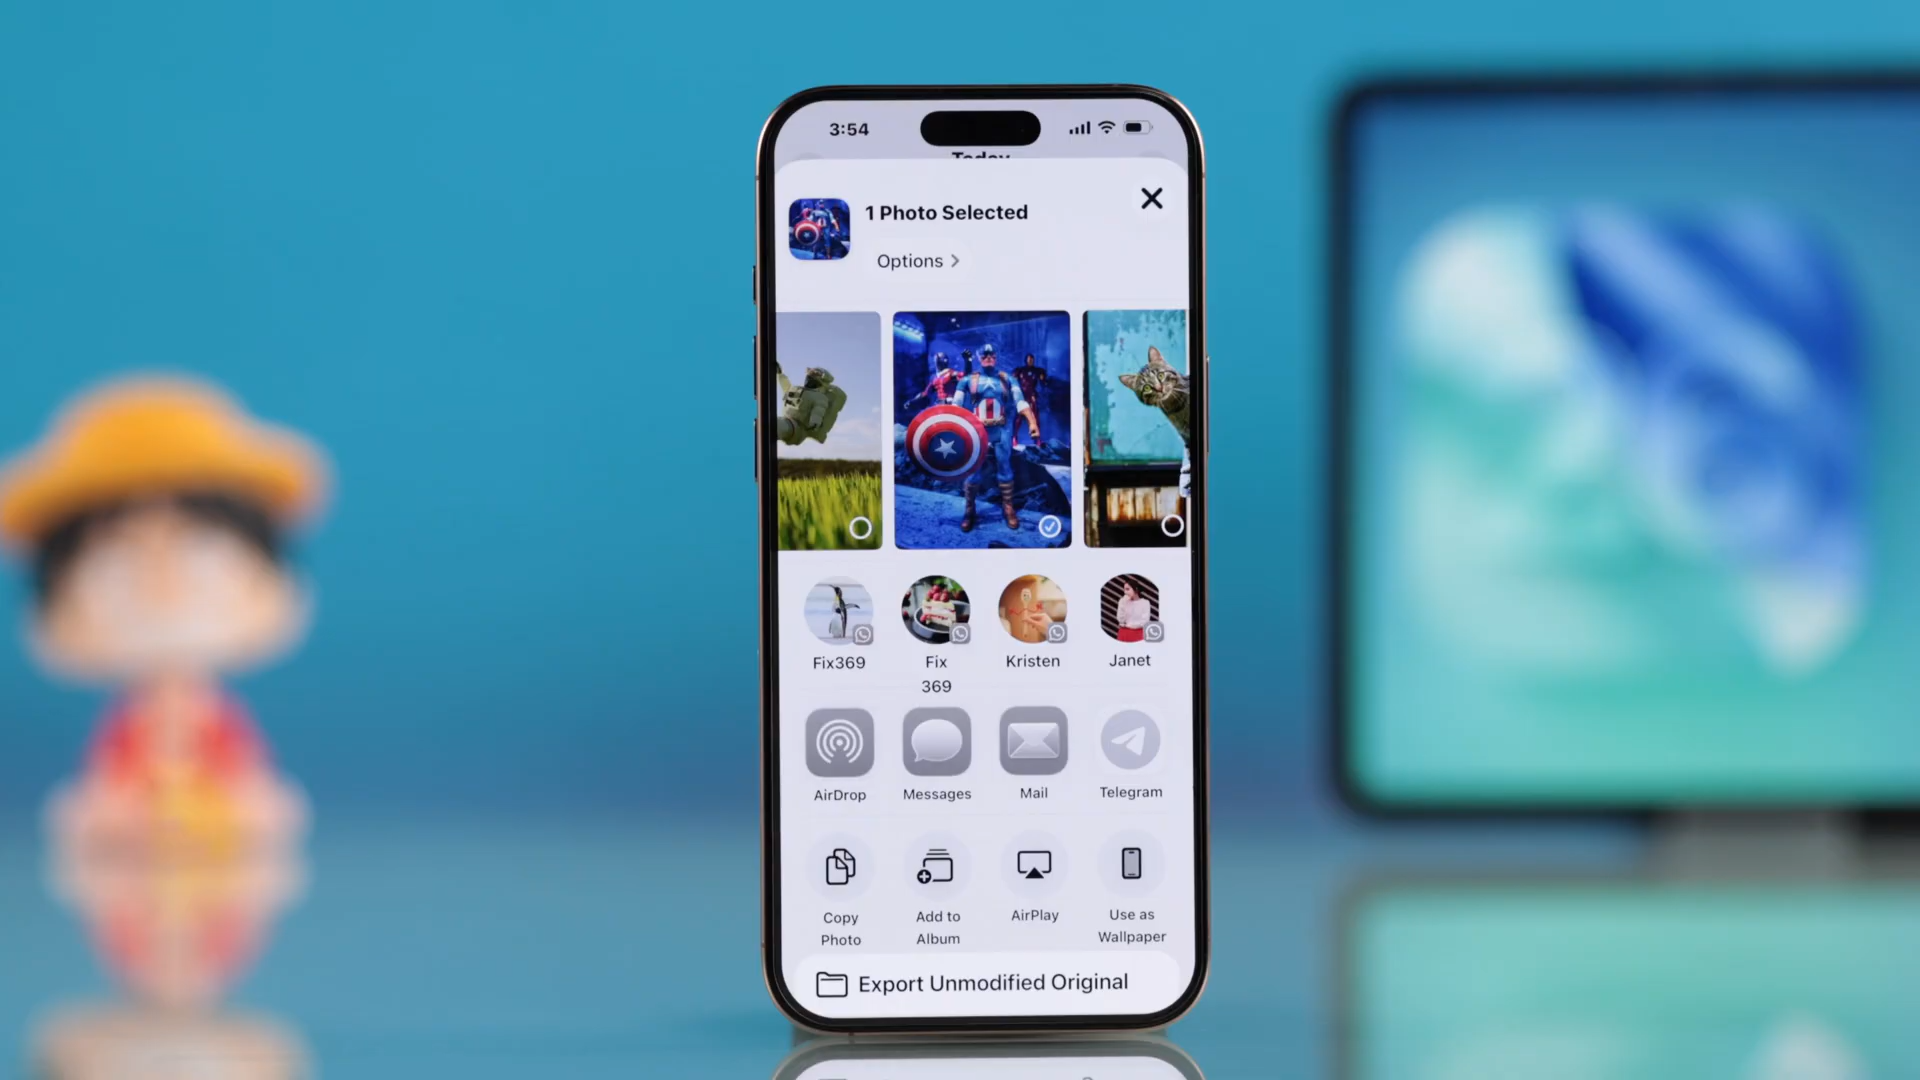 3:54
Today
1 Photo Selected
Options
Fix369
Fix
369
Kristen
Janet
AirDrop
Messages
Mail
Telegram
Copy
Photo
Add to
Album
AirPlay
Use as
Wallpaper
Export Unmodified Original